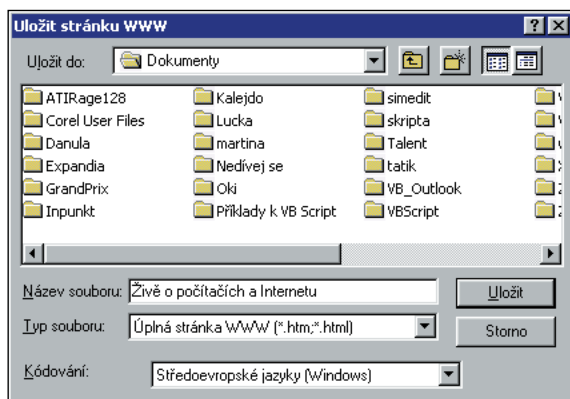 Uložit stránku WWW
Uložit do: Dokumenty
ATIRage128 Kalejdo simedit
Corel User Files Lucka skripta
Danula martina Talent
Expandia Nedívej se tatik
GrandPrix Oki VB_Outlook
Inpunkt Příklady k VB Script VBScript
Název souboru: Živě o počítačích a Internetu Uložit
Typ souboru: Úplná stránka WWW (*.htm;*.html) Storno
Kódování: Středoevropské jazyky (Windows)